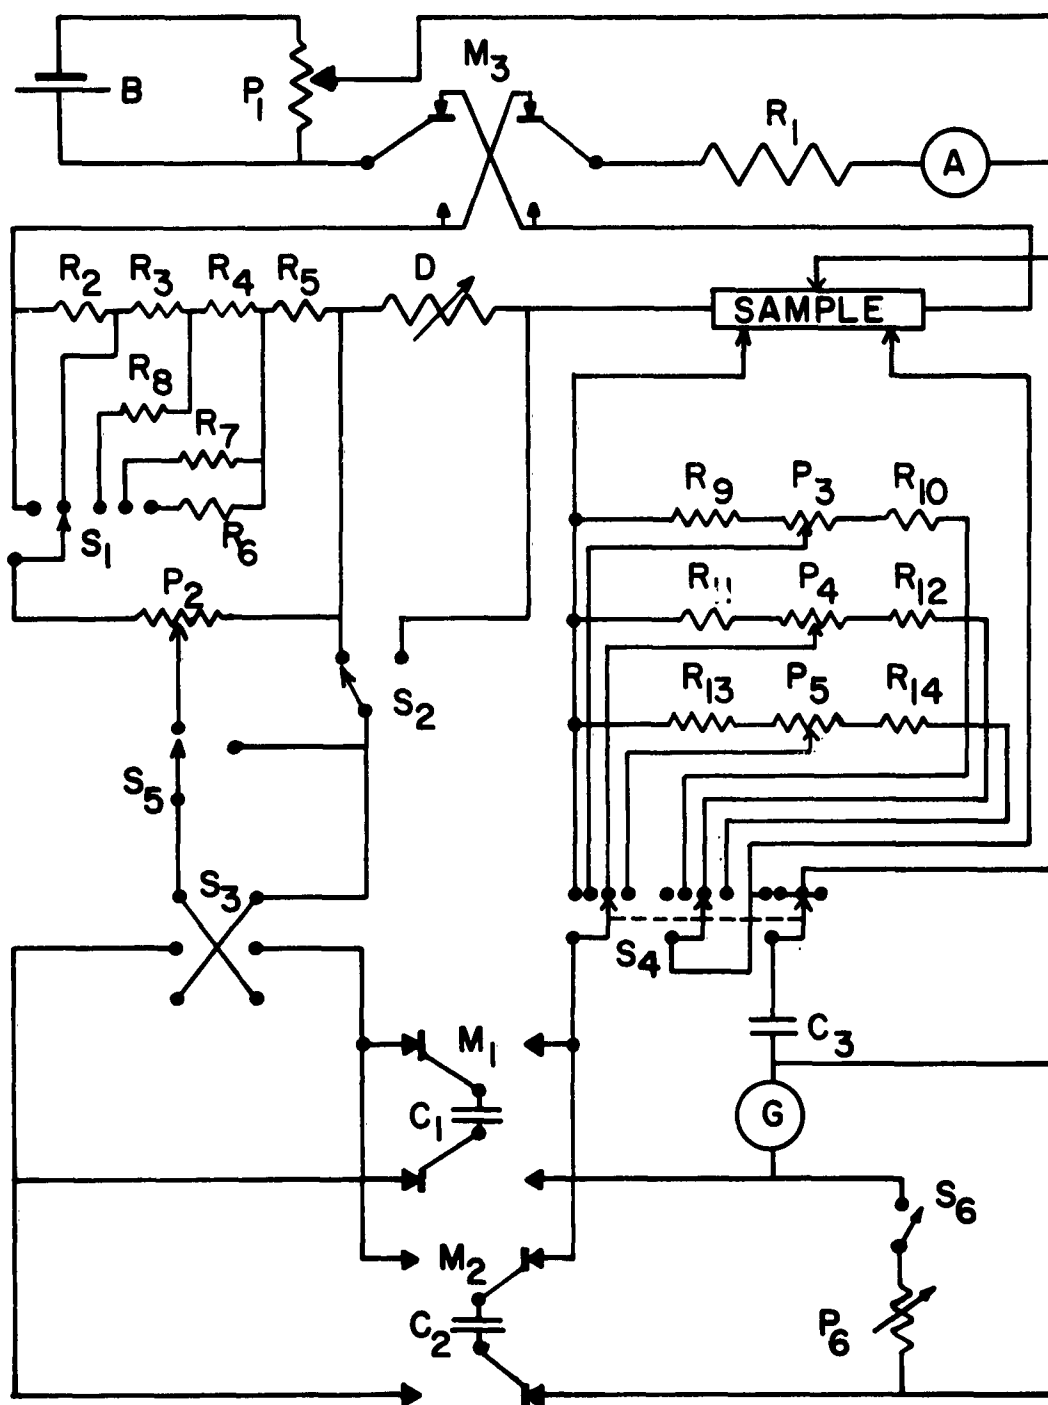 M3
B
P1
R1
A
R2 R3 R4 R5 D
SAMPLE
R8
R7
R9 P3 R10
S1
R6
P2
R11 P4 R12
R13 P5 R14
S2
S5
S3
S4
C3
M1
C1
G
S6
M2
C2
P6